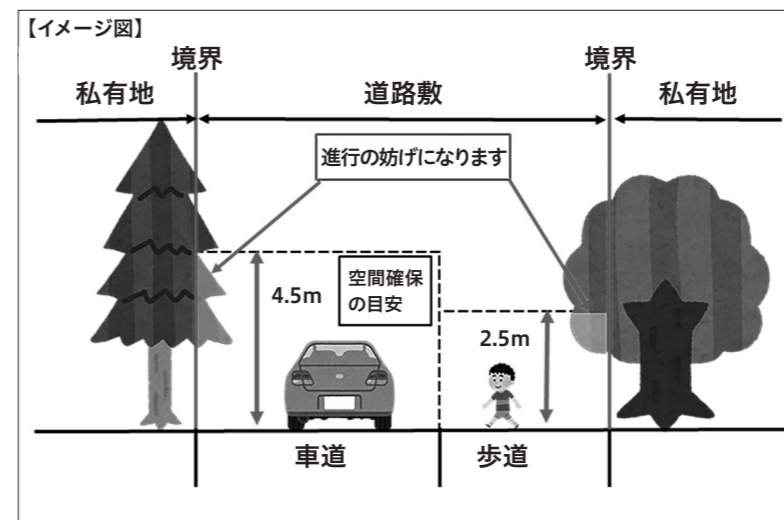 【イメージ図】
境界
境界
私有地
道路敷
私有地
進行の妨げになります
4.5m
空間確保
の目安
2.5m
車道
歩道